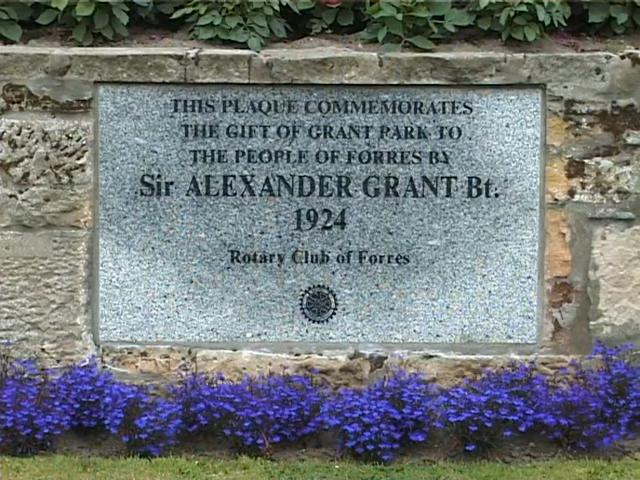 THIS PLAQUE COMMEMORATES
THE GIFT OF GRANT PARK TO
THE PEOPLE OF FORRES BY
Sir ALEXANDER GRANT Bt.
1924
Rotary Club of Forres